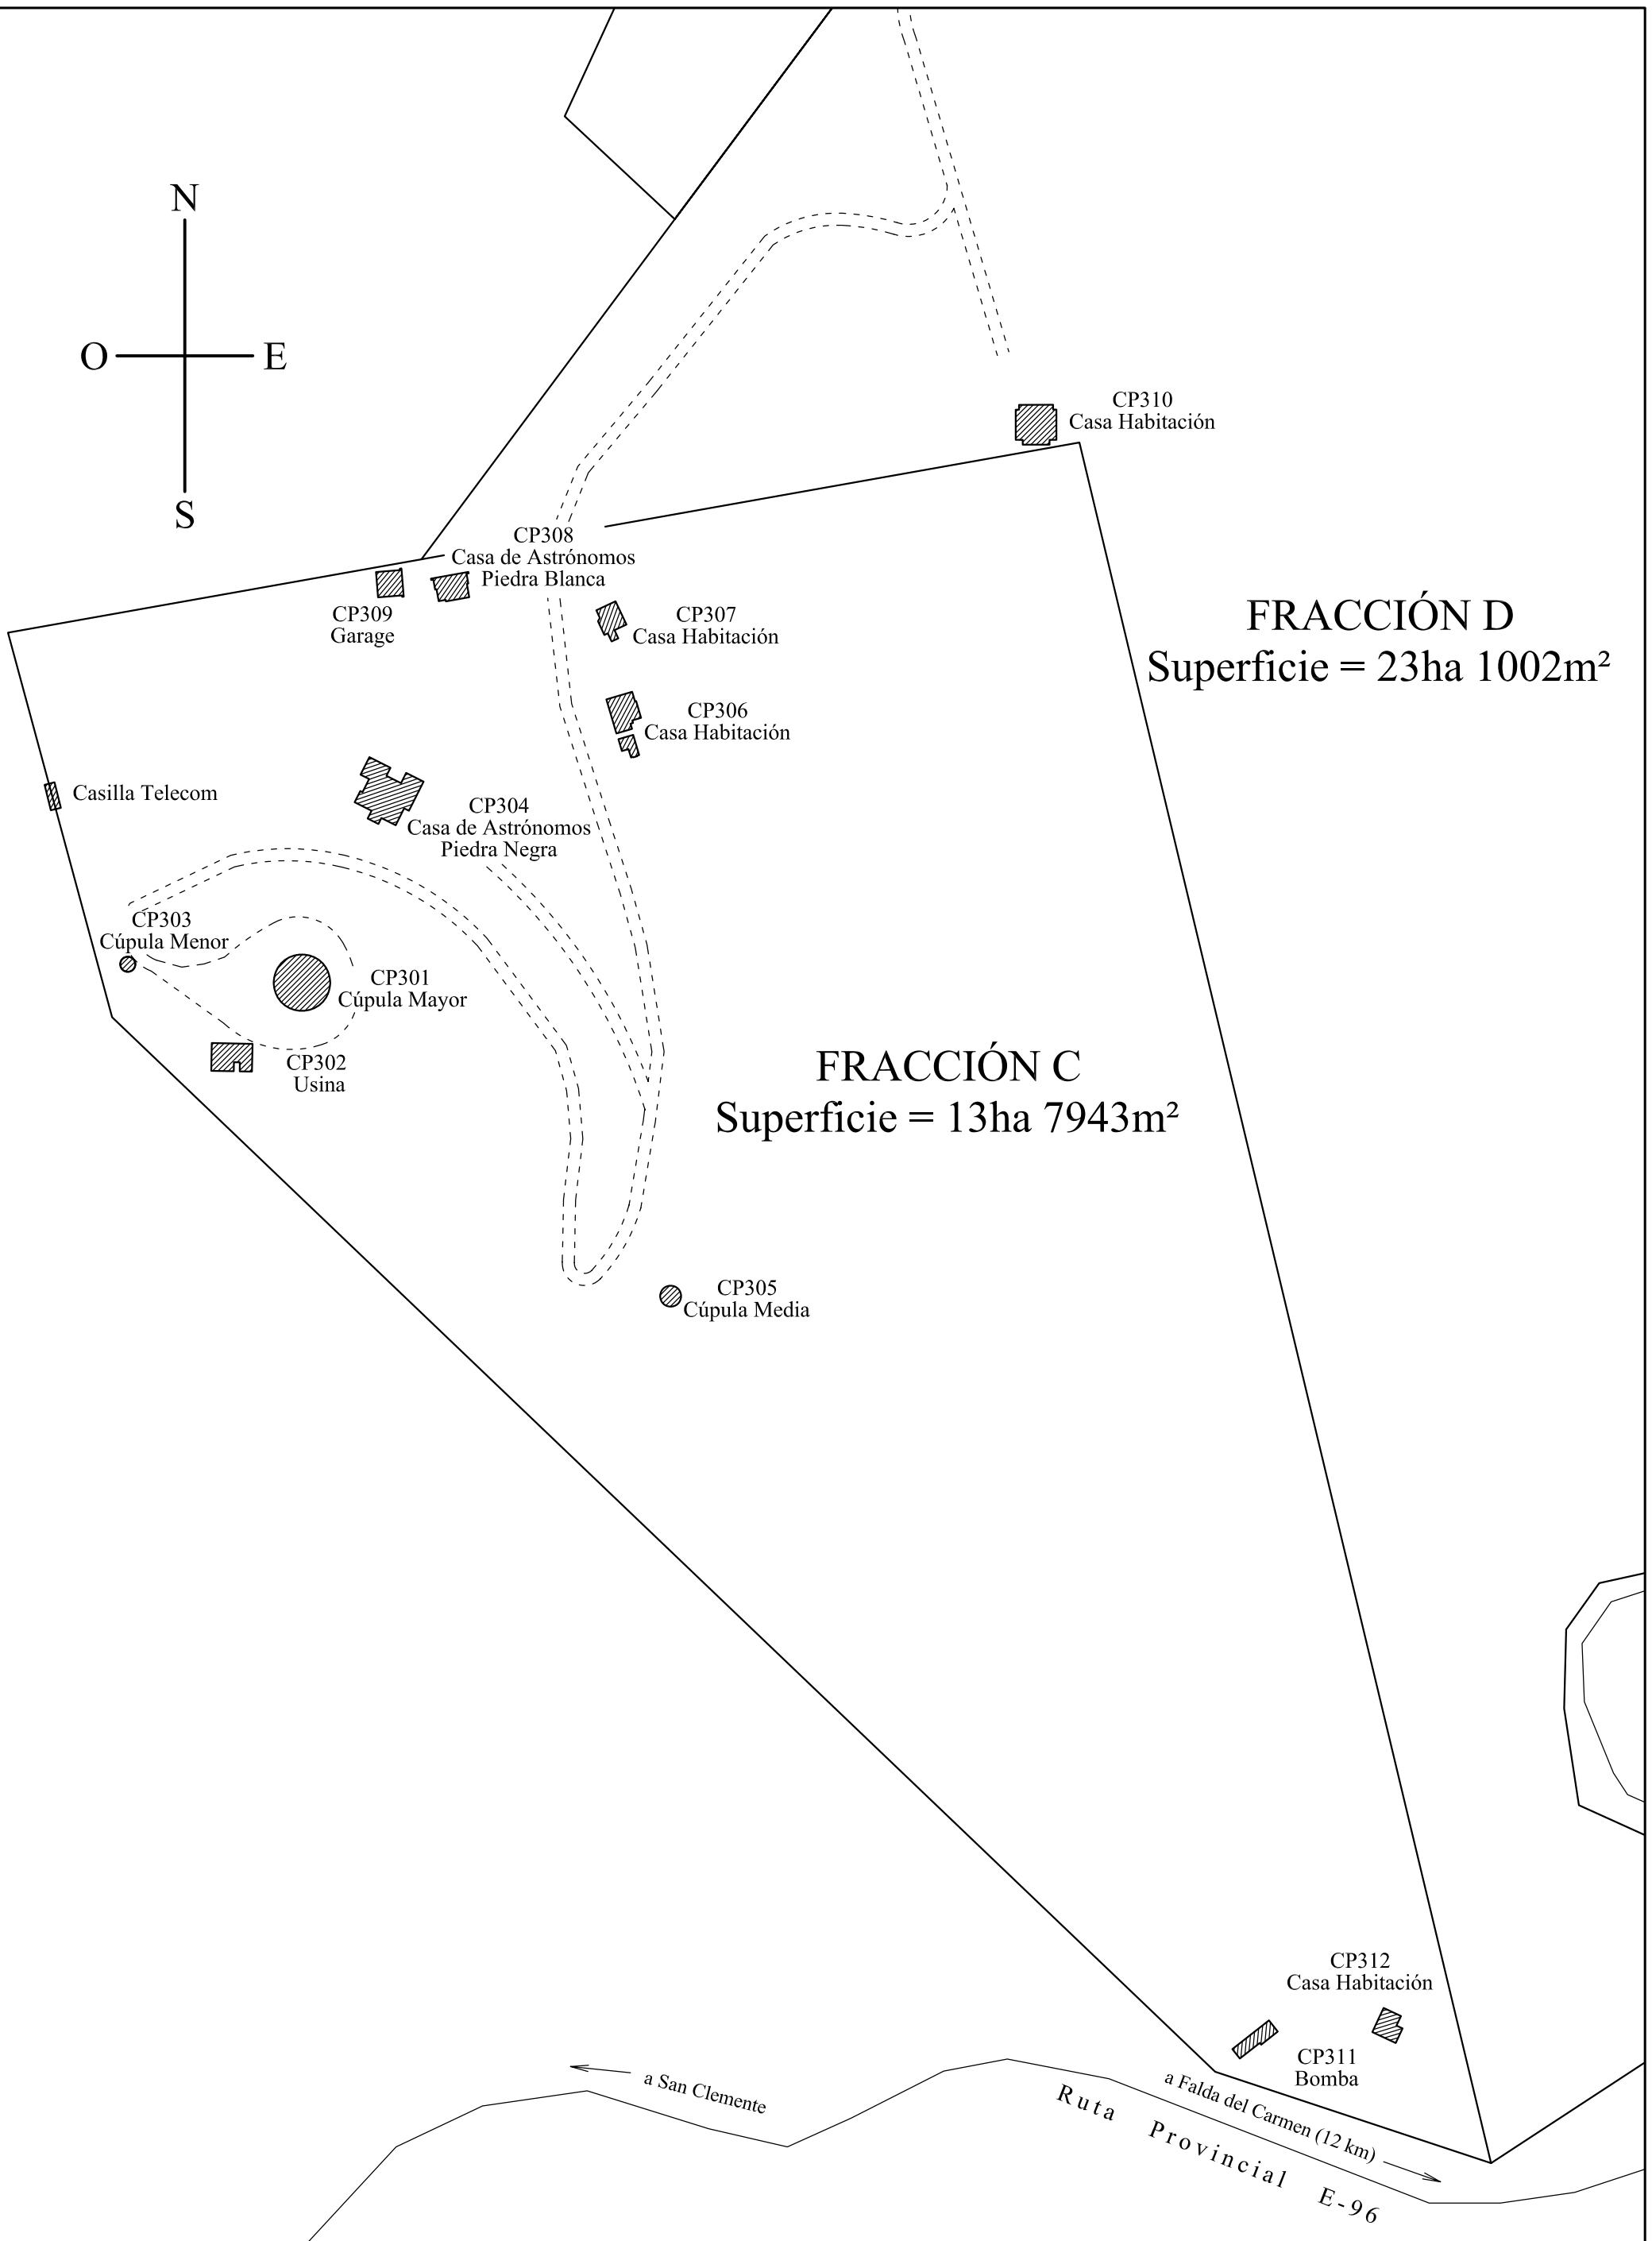 N
O
E
S
CP310
Casa Habitación
CP308
Casa de Astrónomos
Piedra Blanca
CP309
Garage
CP307
Casa Habitación
FRACCIÓN D
Superficie = 23ha 1002m²
CP306
Casa Habitación
Casilla Telecom
CP304
Casa de Astrónomos
Piedra Negra
CP303
Cúpula Menor
CP301
Cúpula Mayor
CP302
Usina
FRACCIÓN C
Superficie = 13ha 7943m²
CP305
Cúpula Media
CP312
Casa Habitación
CP311
Bomba
a San Clemente
a Falda del Carmen (12 km)
Ruta Provincial E-96